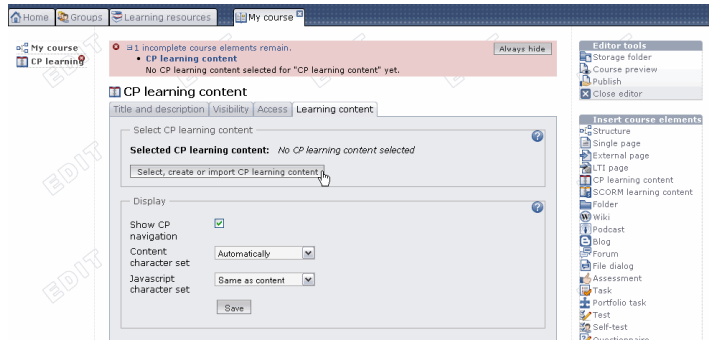 Home Groups Learning resources My course
My course
CP learning
1 incomplete course elements remain.
CP learning content
No CP learning content selected for "CP learning content" yet.
Always hide
CP learning content
Title and description Visibility Access Learning content
Select CP learning content
Selected CP learning content: No CP learning content selected
Select, create or import CP learning content
Display
Show CP
navigation
Content
character set
Automatically
Javascript
character set
Same as content
Save
Editor tools
Storage folder
Course preview
Publish
Close editor
Insert course elements
Structure
Single page
External page
LTI page
CP learning content
SCORM learning content
Folder
Wiki
Podcast
Blog
Forum
File dialog
Assessment
Task
Portfolio task
Test
Self-test
Questionnaire
EDIT
EDIT
EDIT
EDIT